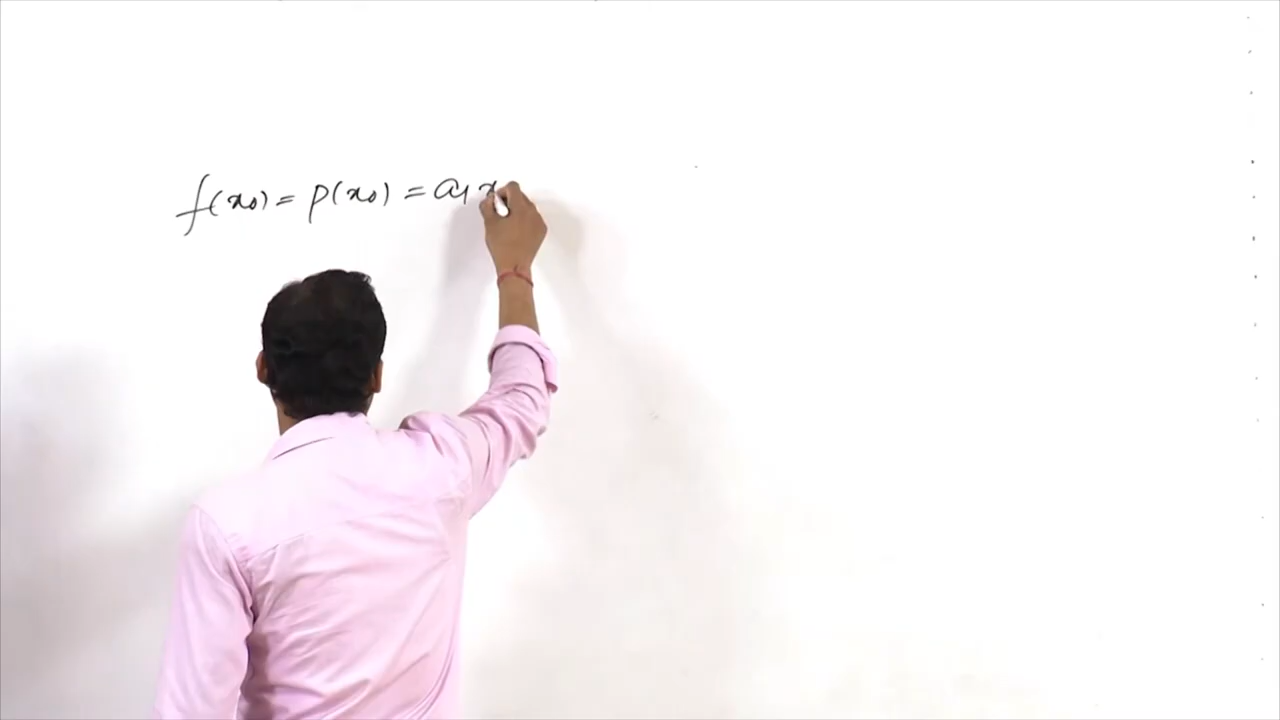 f(x₀) = p(x₀) = a₁ x